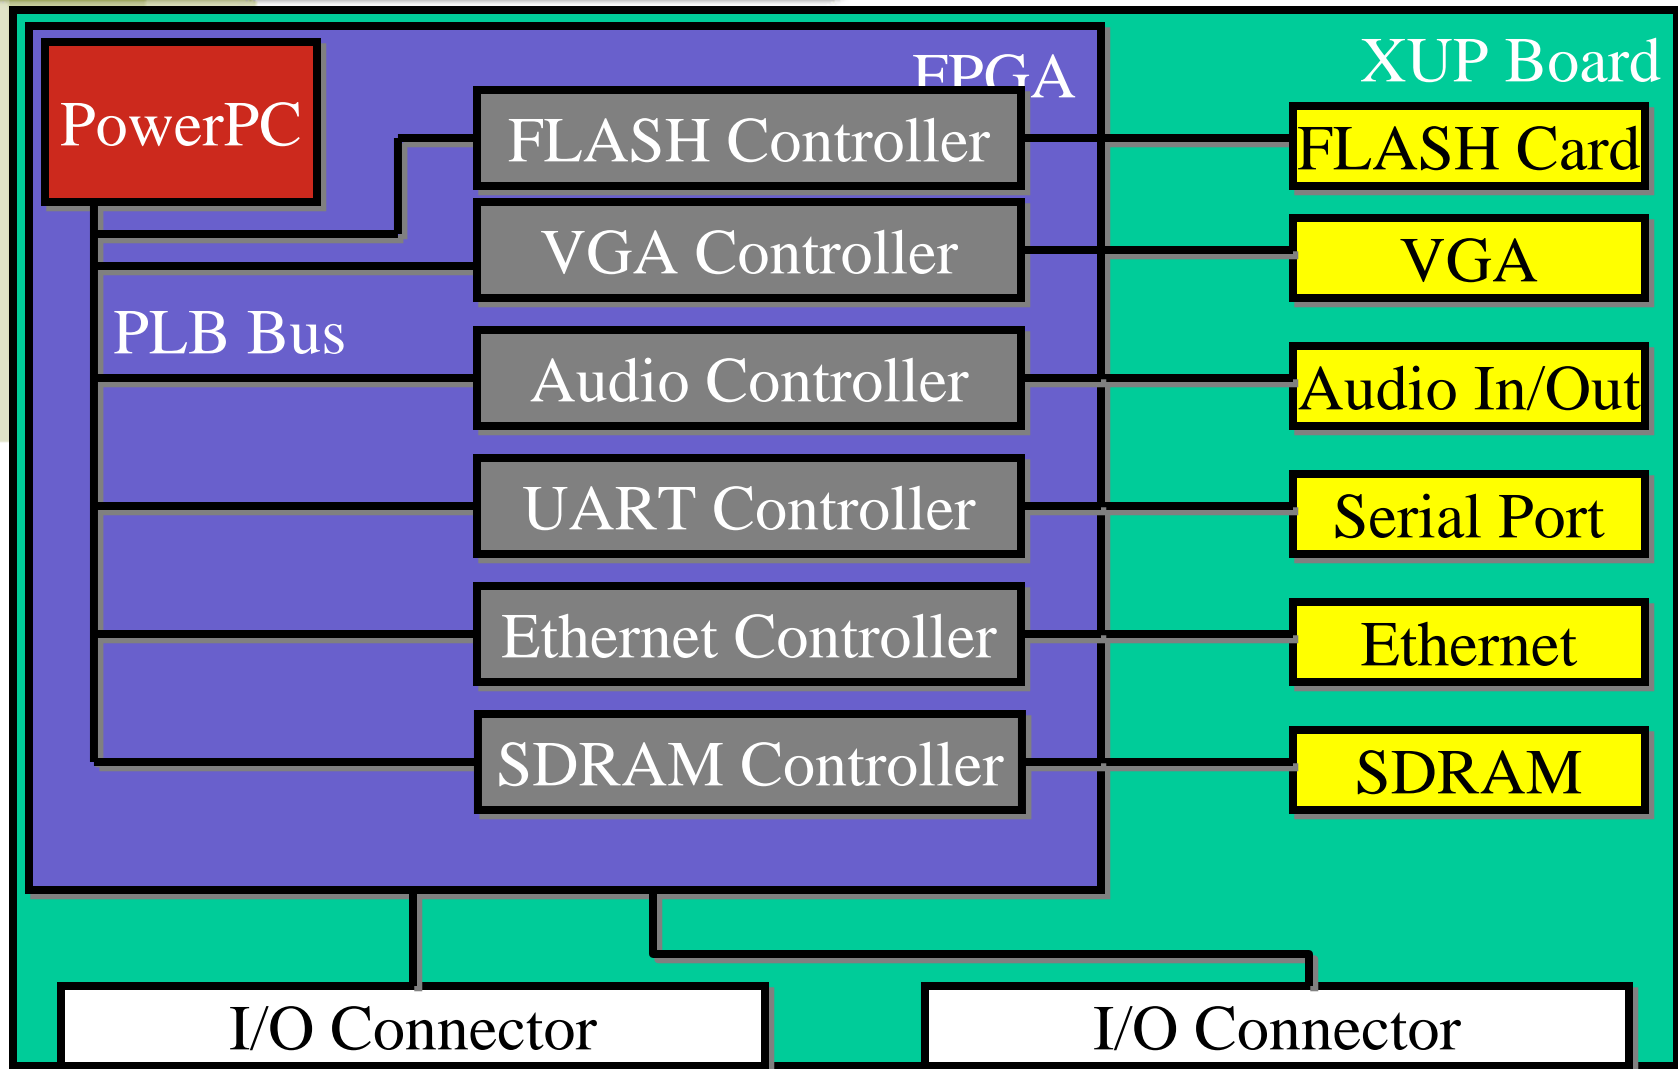 FPGA
XUP Board
PowerPC
FLASH Controller
FLASH Card
VGA Controller
VGA
PLB Bus
Audio Controller
Audio In/Out
UART Controller
Serial Port
Ethernet Controller
Ethernet
SDRAM Controller
SDRAM
I/O Connector
I/O Connector